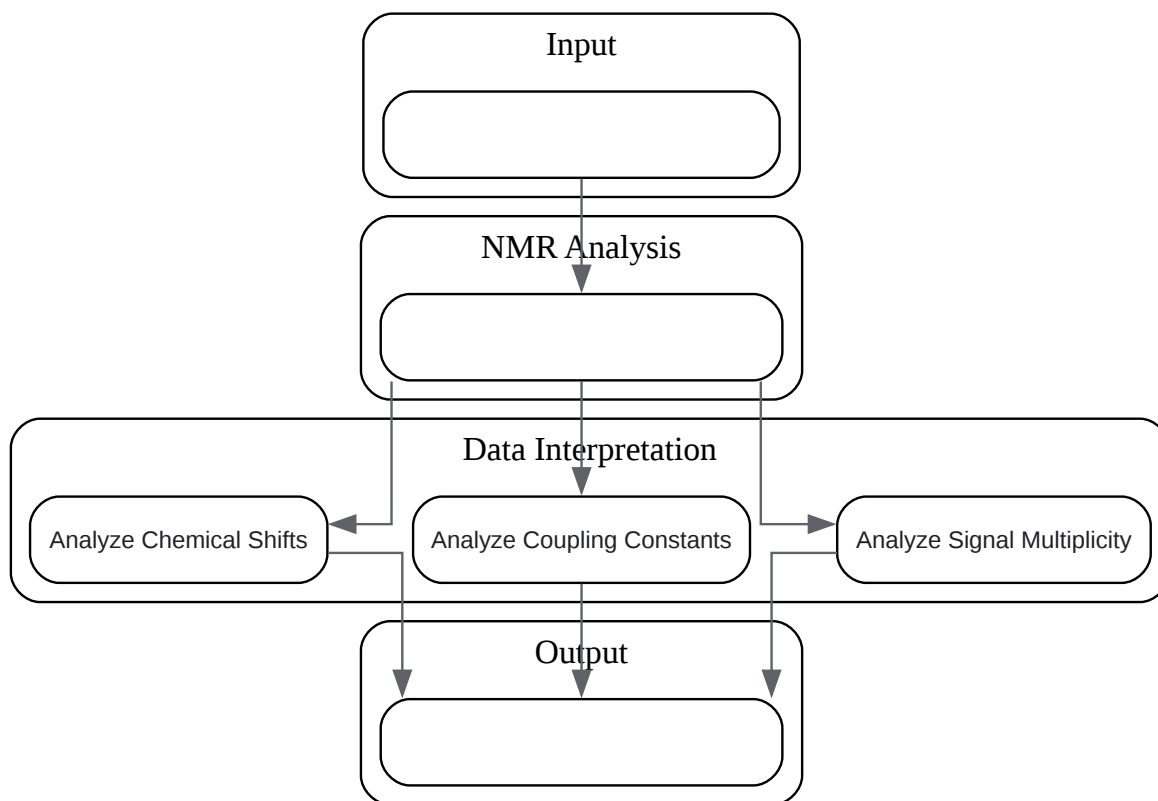 Input
NMR Analysis
Data Interpretation
Analyze Chemical Shifts
Analyze Coupling Constants
Analyze Signal Multiplicity
Output